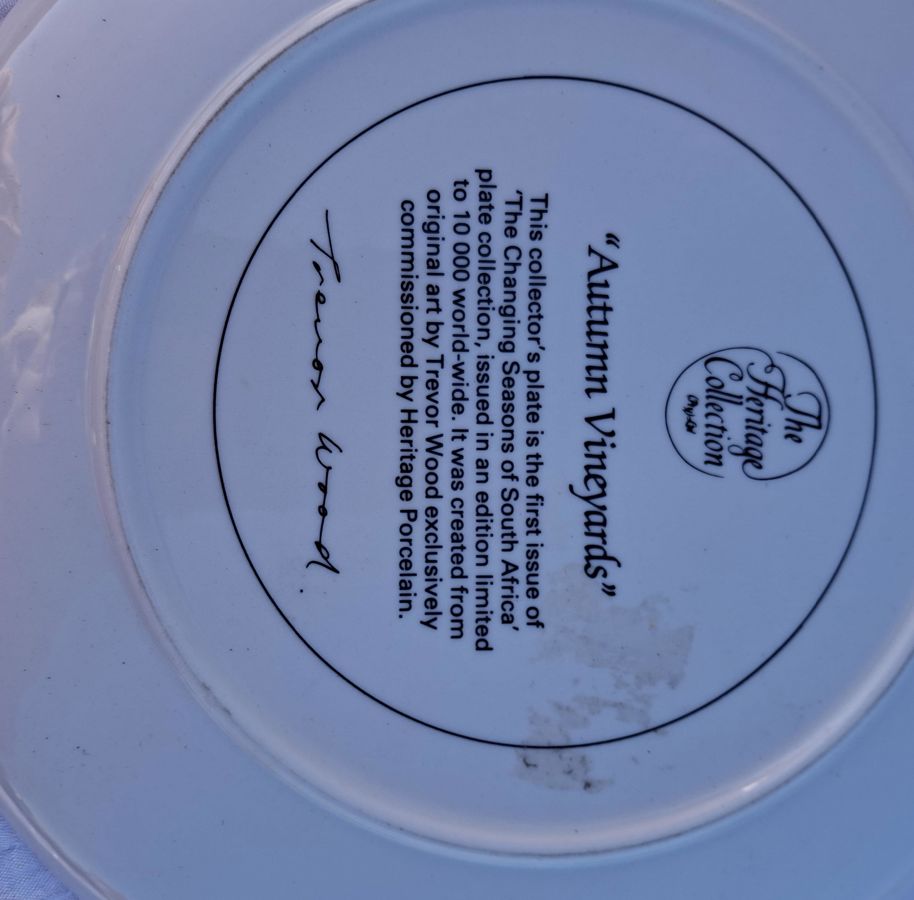 The
Heritage
Collection
"Autumn Vineyards"
This collector's plate is the first issue of
'The Changing Seasons of South Africa'
plate collection, issued in an edition limited
to 10 000 world-wide. It was created from
original art by Trevor Wood exclusively
commissioned by Heritage Porcelain.
Trevor Wood.